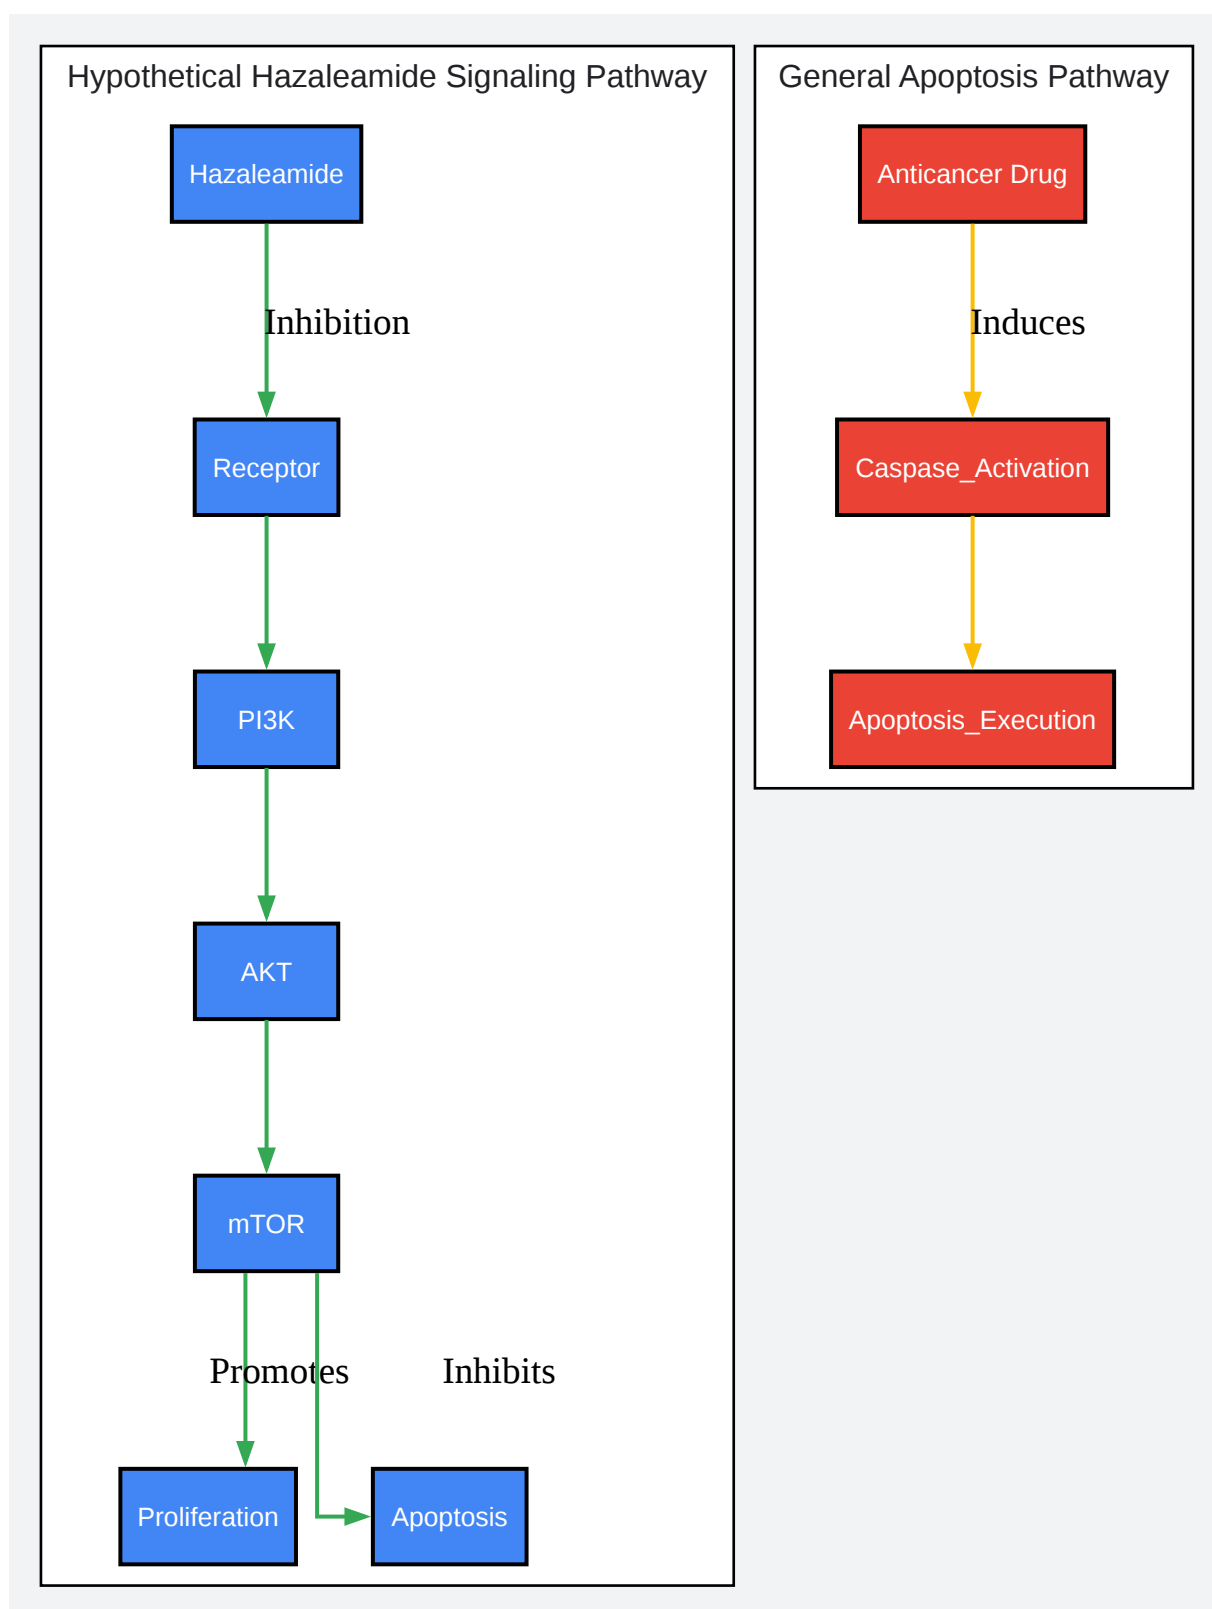 Hypothetical Hazaleamide Signaling Pathway
Hazaleamide
Inhibition
Receptor
PI3K
AKT
mTOR
Promotes
Inhibits
Proliferation
Apoptosis
General Apoptosis Pathway
Anticancer Drug
Induces
Caspase_Activation
Apoptosis_Execution